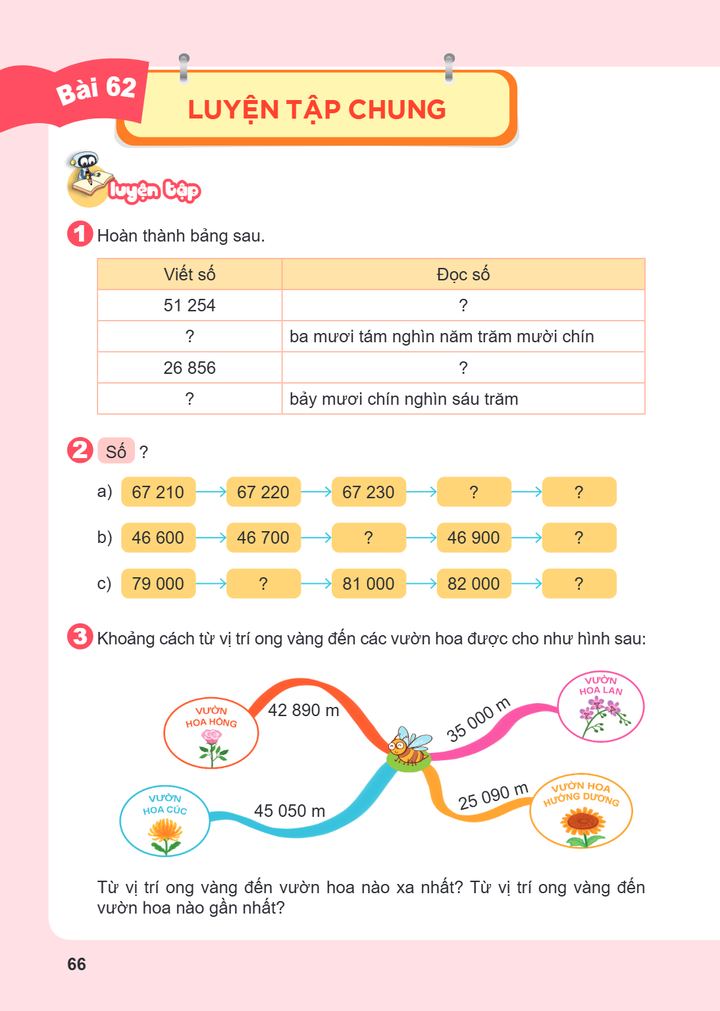 Bài 62
LUYỆN TẬP CHUNG
luyện tập
1 Hoàn thành bảng sau.
Viết số Đọc số
51 254 ?
? ba mươi tám nghìn năm trăm mười chín
26 856 ?
? bảy mươi chín nghìn sáu trăm
2 Số ?
a) 67 210 67 220 67 230 ? ?
b) 46 600 46 700 ? 46 900 ?
c) 79 000 ? 81 000 82 000 ?
3 Khoảng cách từ vị trí ong vàng đến các vườn hoa được cho như hình sau:
VƯỜN
HOA HỒNG
42 890 m
35 000 m
VƯỜN
HOA LAN
VƯỜN
HOA CÚC
45 050 m
25 090 m
VƯỜN HOA
HƯỚNG DƯƠNG
Từ vị trí ong vàng đến vườn hoa nào xa nhất? Từ vị trí ong vàng đến
vườn hoa nào gần nhất?
66